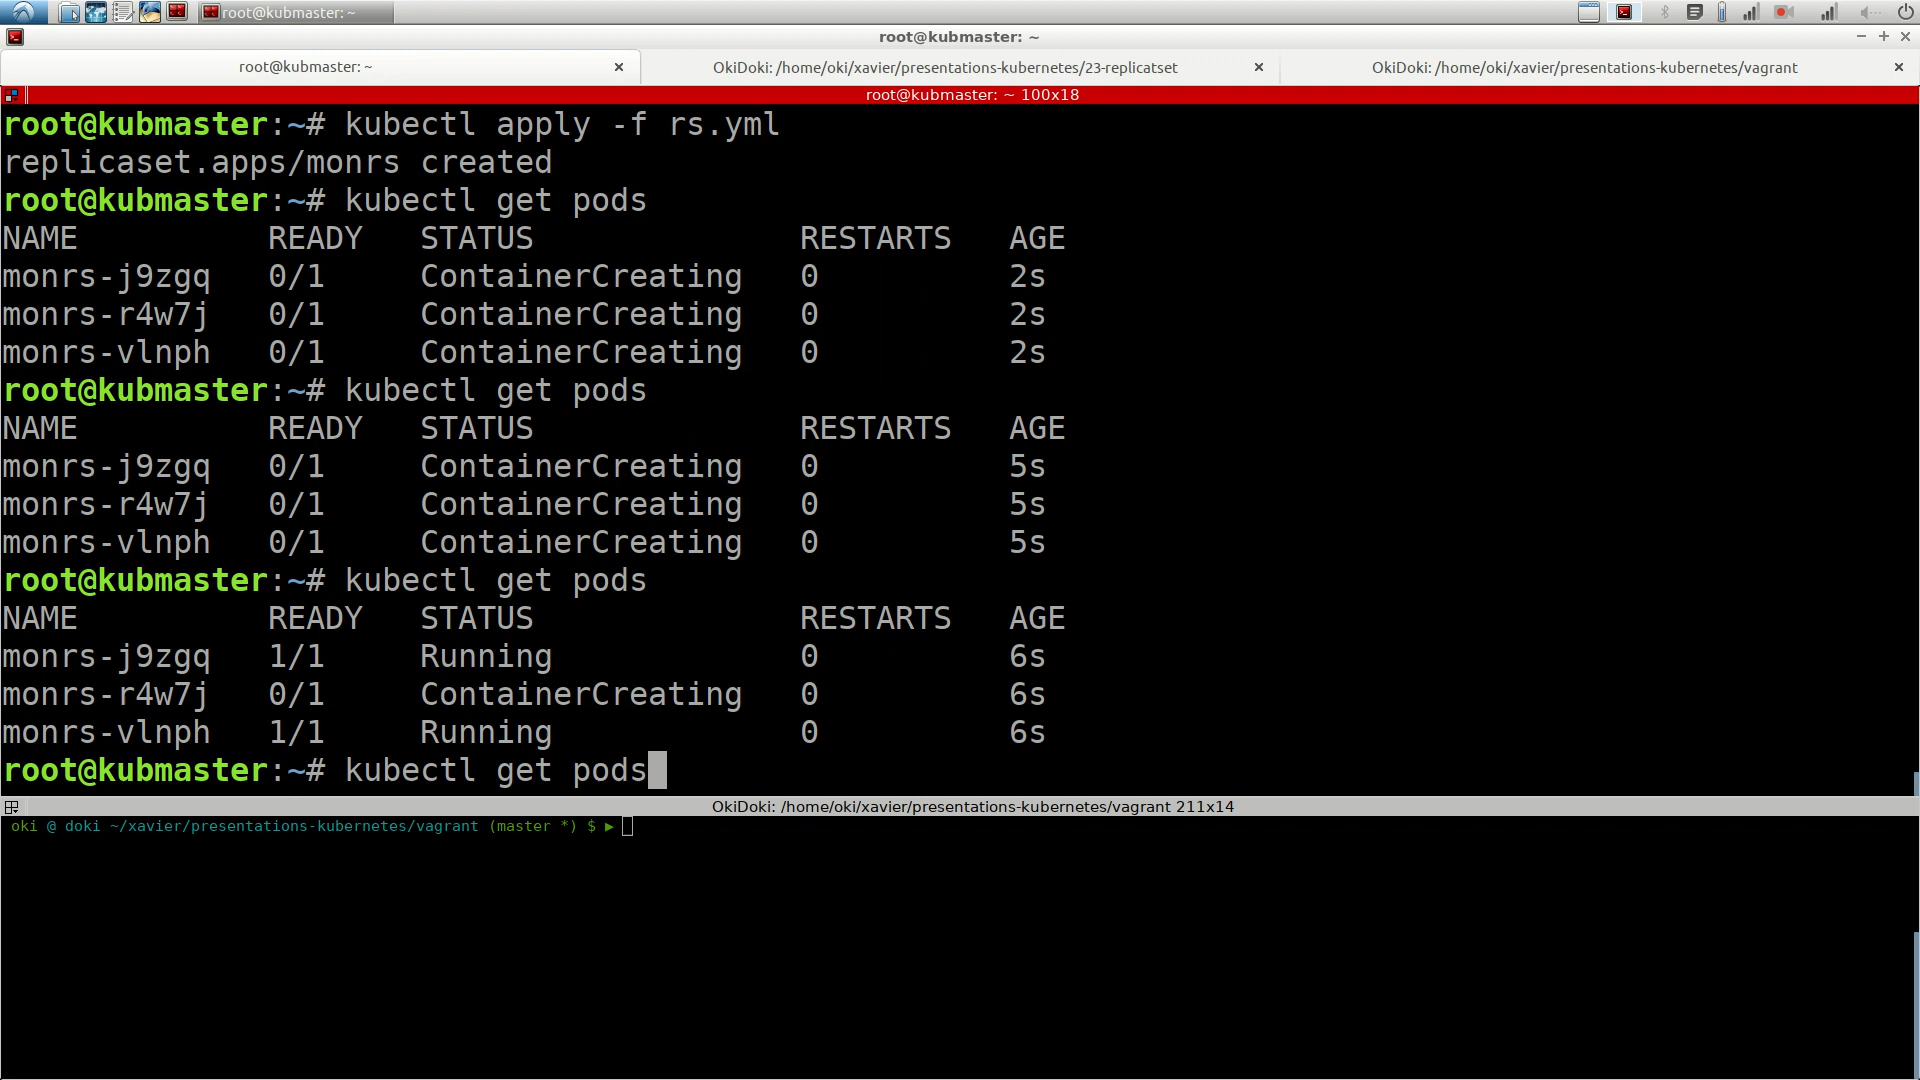 root@kubmaster: ~
root@kubmaster: ~
root@kubmaster: ~
OkiDoki: /home/oki/xavier/presentations-kubernetes/23-replicatset
OkiDoki: /home/oki/xavier/presentations-kubernetes/vagrant
root@kubmaster: ~ 100x18
root@kubmaster:~# kubectl apply -f rs.yml
replicaset.apps/monrs created
root@kubmaster:~# kubectl get pods
NAME          READY   STATUS              RESTARTS   AGE
monrs-j9zgq   0/1     ContainerCreating   0          2s
monrs-r4w7j   0/1     ContainerCreating   0          2s
monrs-vlnph   0/1     ContainerCreating   0          2s
root@kubmaster:~# kubectl get pods
NAME          READY   STATUS              RESTARTS   AGE
monrs-j9zgq   0/1     ContainerCreating   0          5s
monrs-r4w7j   0/1     ContainerCreating   0          5s
monrs-vlnph   0/1     ContainerCreating   0          5s
root@kubmaster:~# kubectl get pods
NAME          READY   STATUS              RESTARTS   AGE
monrs-j9zgq   1/1     Running             0          6s
monrs-r4w7j   0/1     ContainerCreating   0          6s
monrs-vlnph   1/1     Running             0          6s
root@kubmaster:~# kubectl get pods
OkiDoki: /home/oki/xavier/presentations-kubernetes/vagrant 211x14
oki @ doki ~/xavier/presentations-kubernetes/vagrant (master *) $ ▶